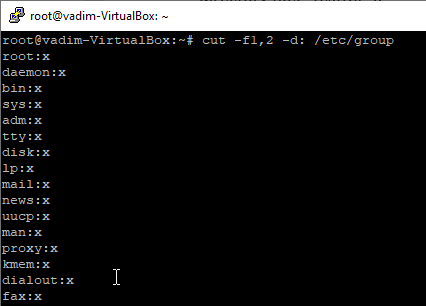 root@vadim-VirtualBox: ~
root@vadim-VirtualBox:~# cut -f1,2 -d: /etc/group
root:x
daemon:x
bin:x
sys:x
adm:x
tty:x
disk:x
lp:x
mail:x
news:x
uucp:x
man:x
proxy:x
kmem:x
dialout:x
fax:x